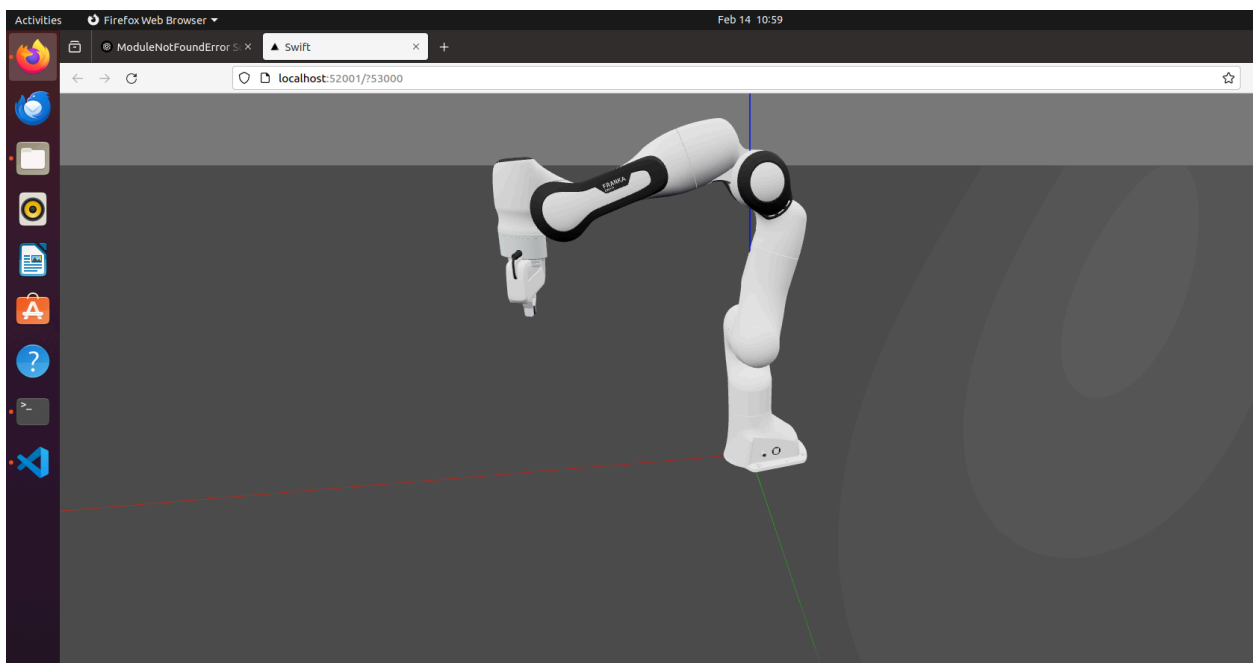 Activities Firefox Web Browser Feb 14 10:59
ModuleNotFoundError S Swift
localhost:52001/?53000
FRANKA